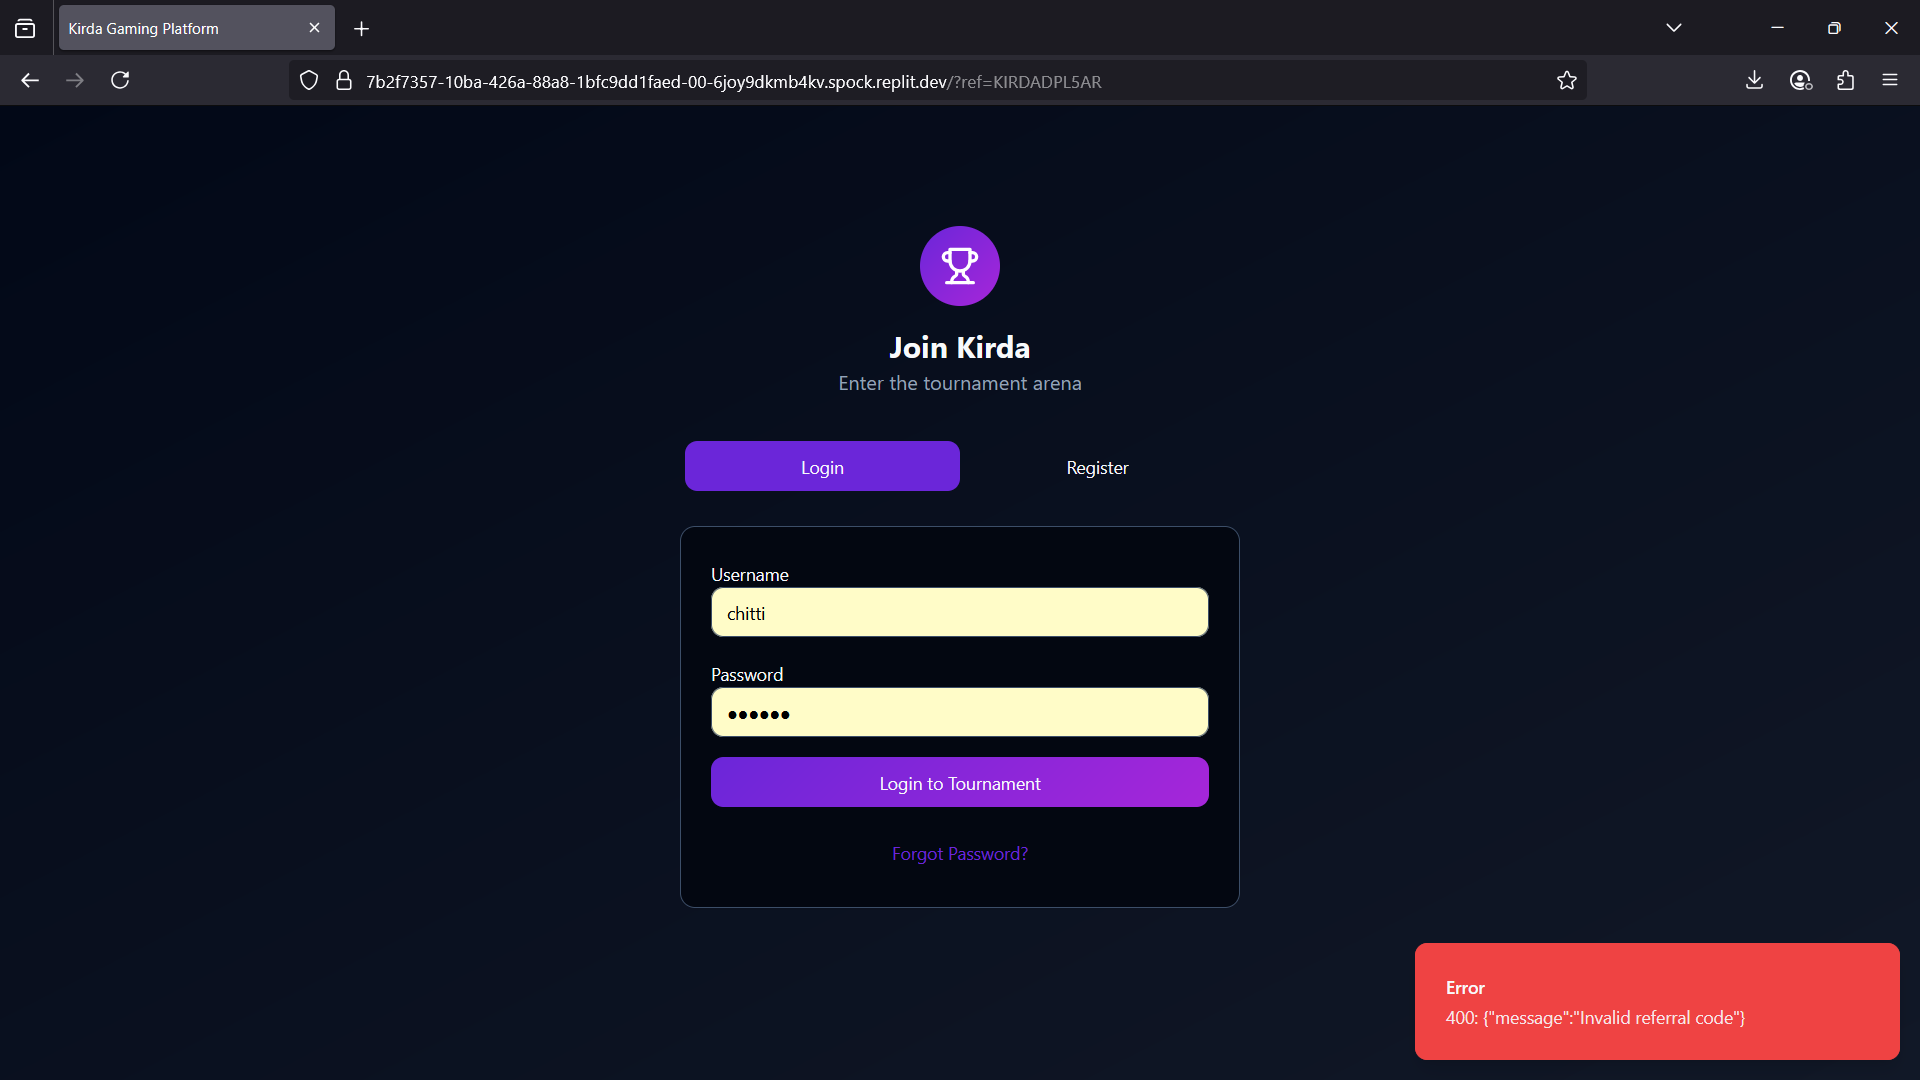 Kirda Gaming Platform
7b2f7357-10ba-426a-88a8-1bfc9dd1faed-00-6joy9dkmb4kv.spock.replit.dev/?ref=KIRDADPL5AR
Join Kirda
Enter the tournament arena
Login
Register
Username
chitti
Password
••••••
Login to Tournament
Forgot Password?
Error
400: {"message":"Invalid referral code"}